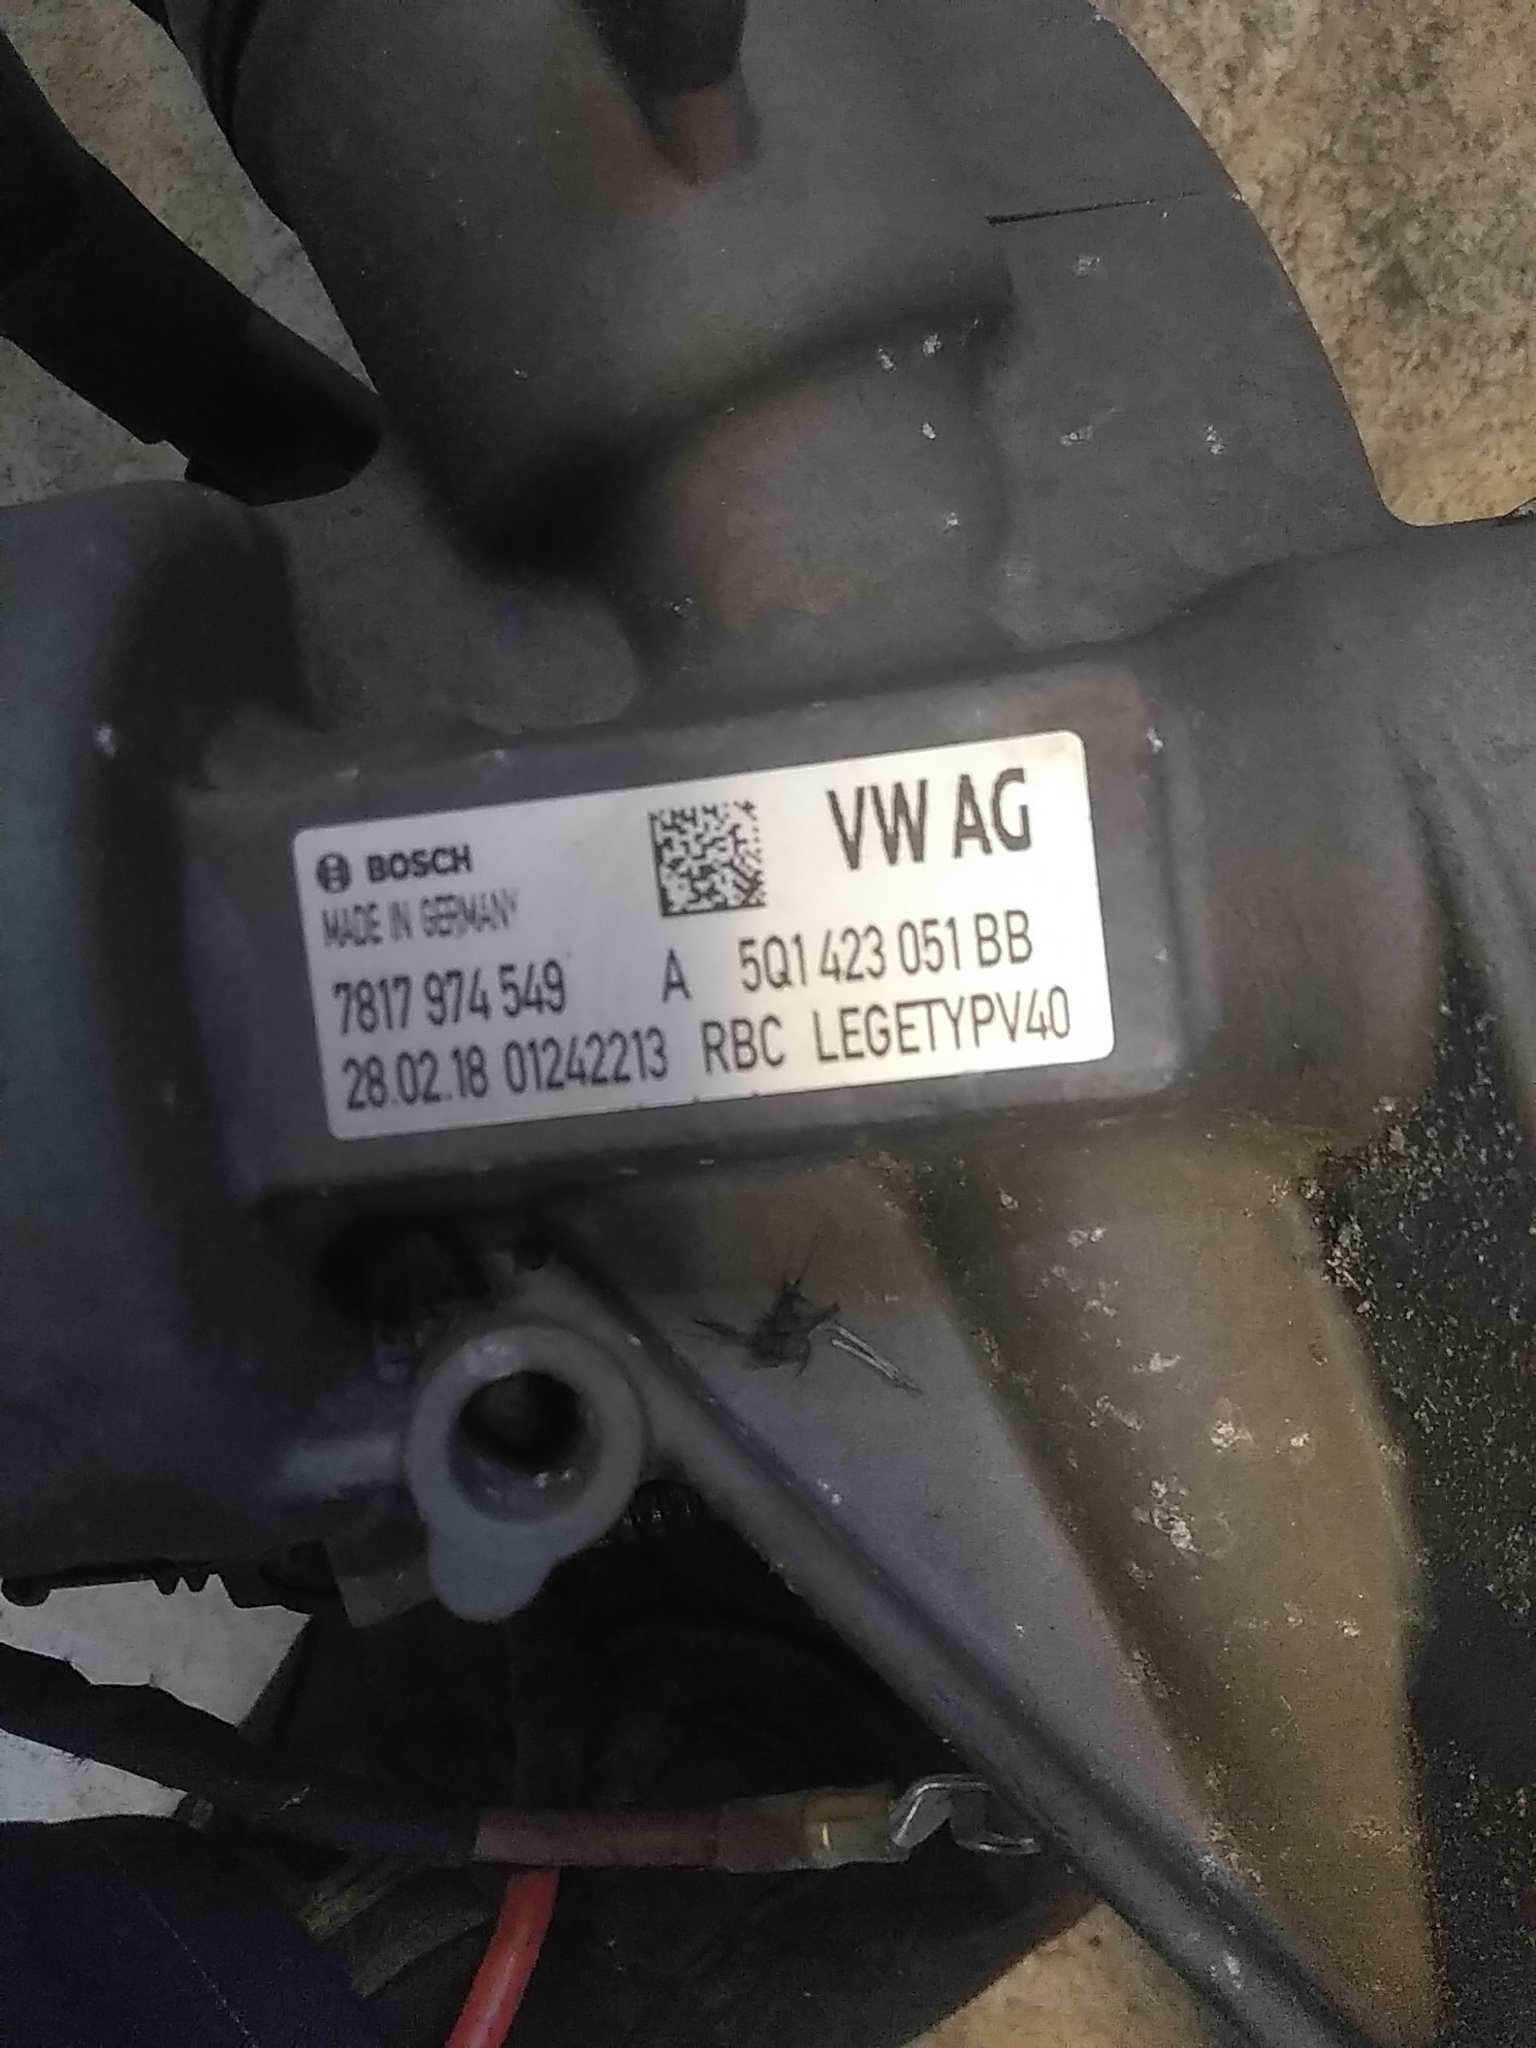 BOSCH
VW AG
MADE IN GERMANY
7817 974 549 A 5Q1 423 051 BB
28.02.18 01242213 RBC LEGETYPV40